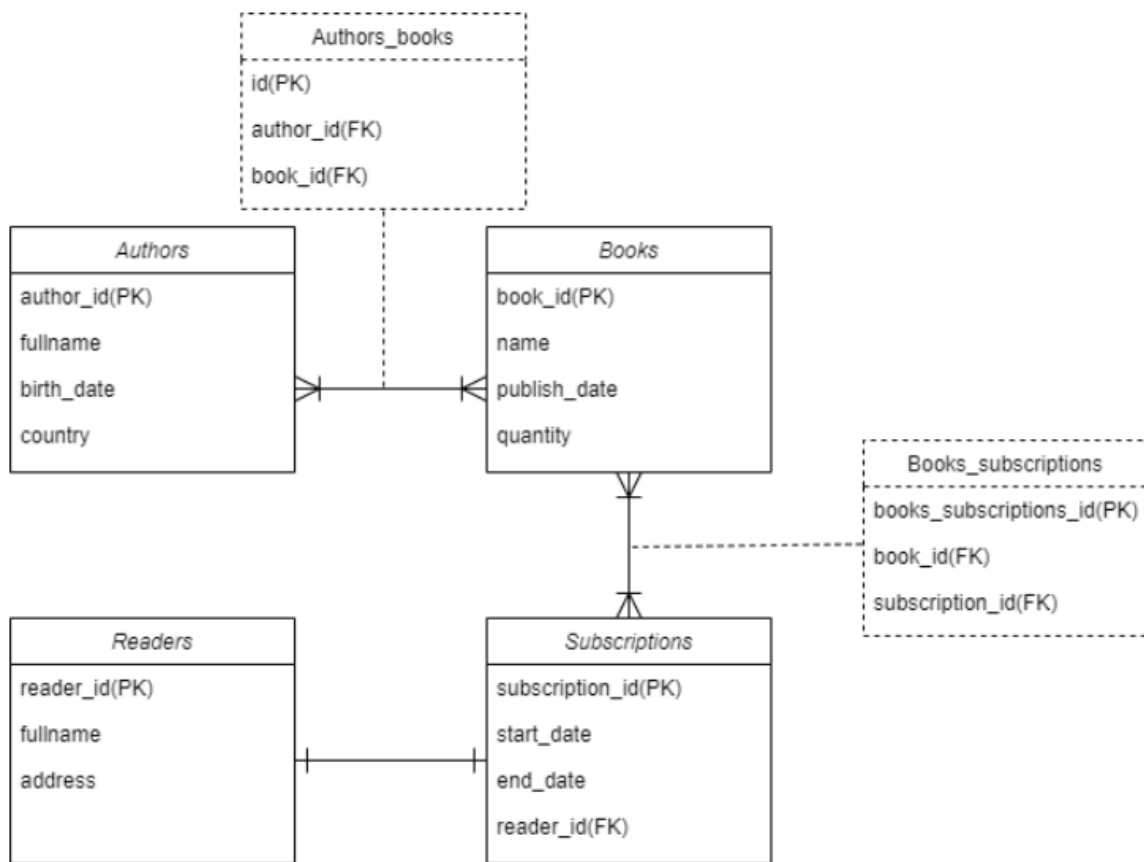 Authors_books
id(PK)
author_id(FK)
book_id(FK)
Authors
author_id(PK)
fullname
birth_date
country
Books
book_id(PK)
name
publish_date
quantity
Books_subscriptions
books_subscriptions_id(PK)
book_id(FK)
subscription_id(FK)
Readers
reader_id(PK)
fullname
address
Subscriptions
subscription_id(PK)
start_date
end_date
reader_id(FK)